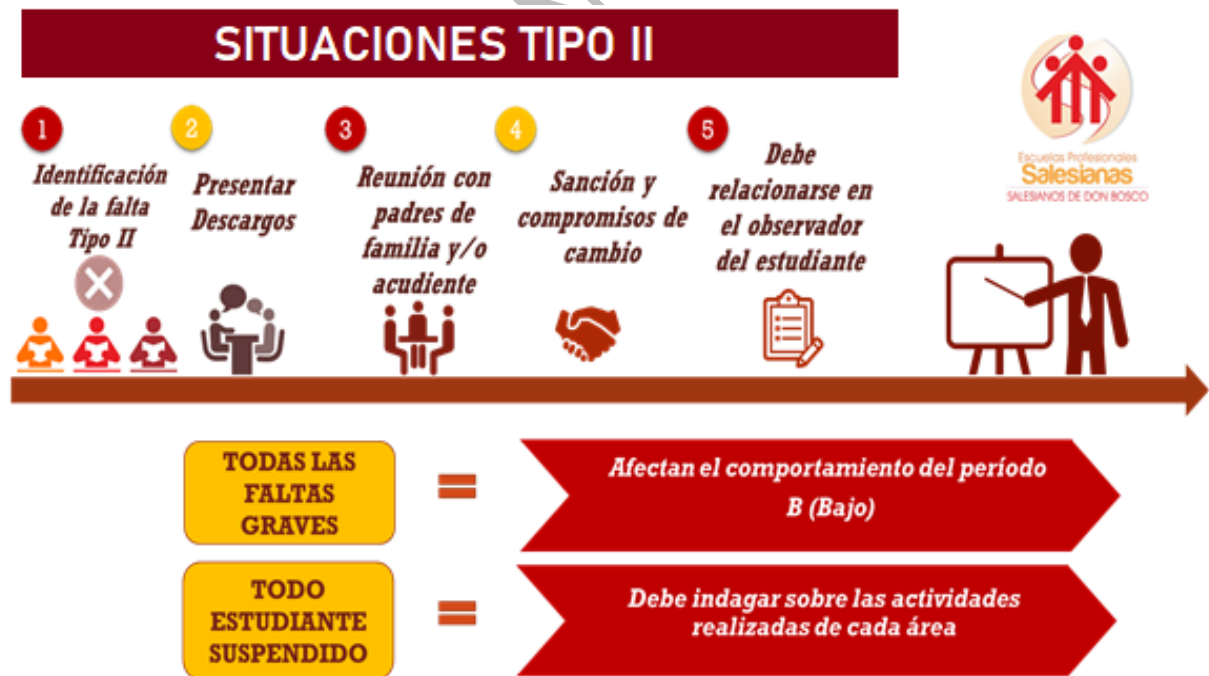 SITUACIONES TIPO II
1
Identificación
de la falta
Tipo II
2
Presentar
Descargos
3
Reunión con
padres de
familia y/o
acudiente
4
Sanción y
compromisos de
cambio
5
Debe
relacionarse en
el observador
del estudiante
Escuelas Profesionales
Salesianas
SALESIANOS DE DON BOSCO
TODAS LAS
FALTAS
GRAVES
=
Afectan el comportamiento del período
B (Bajo)
TODO
ESTUDIANTE
SUSPENDIDO
=
Debe indagar sobre las actividades
realizadas de cada área